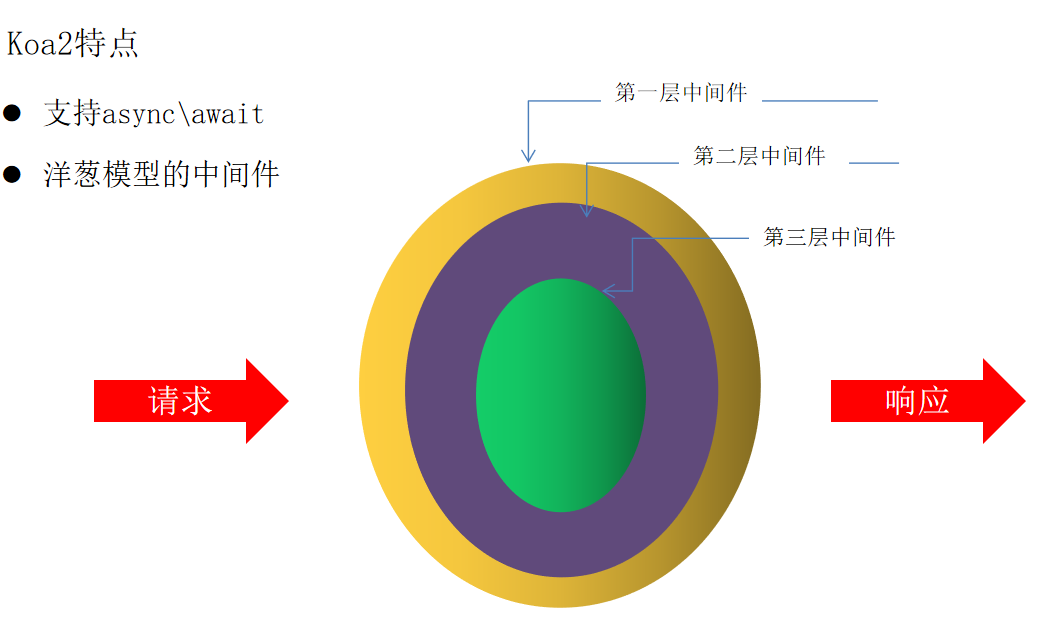 Koa2特点
支持async\await
洋葱模型的中间件
第一层中间件
第二层中间件
第三层中间件
请求
响应